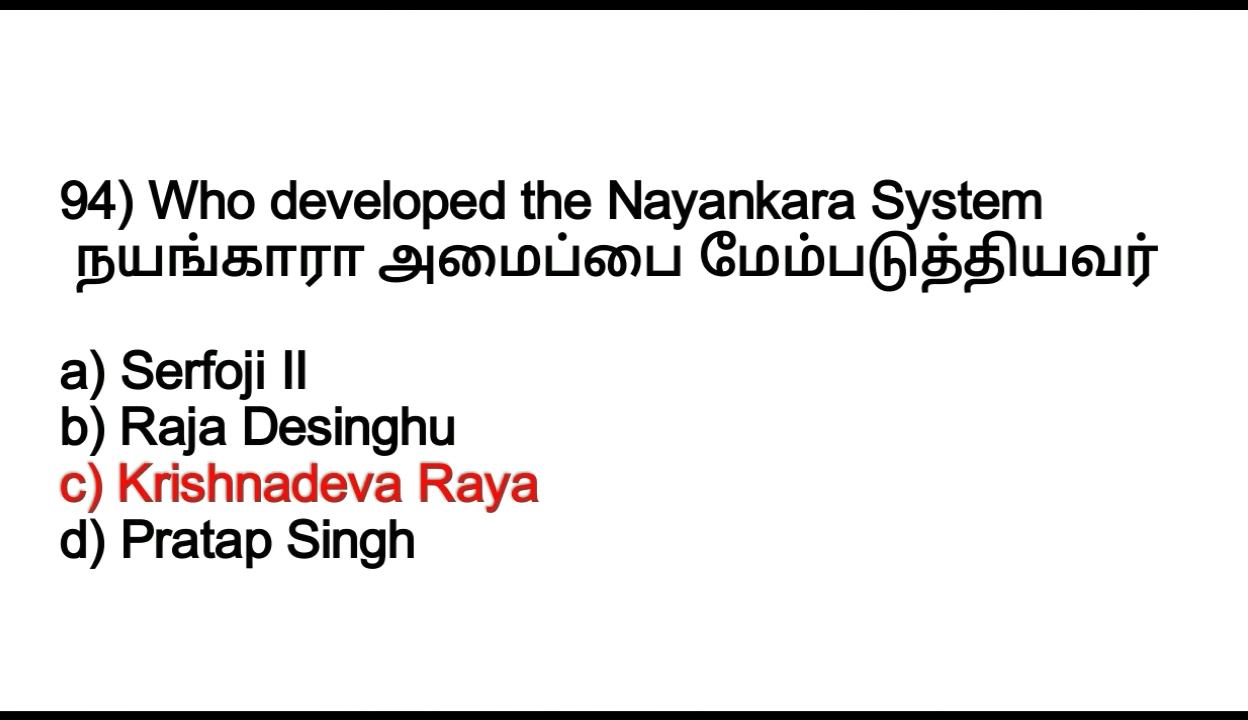 94) Who developed the Nayankara System
நயங்காரா அமைப்பை மேம்படுத்தியவர்
a) Serfoji II
b) Raja Desinghu
c) Krishnadeva Raya
d) Pratap Singh